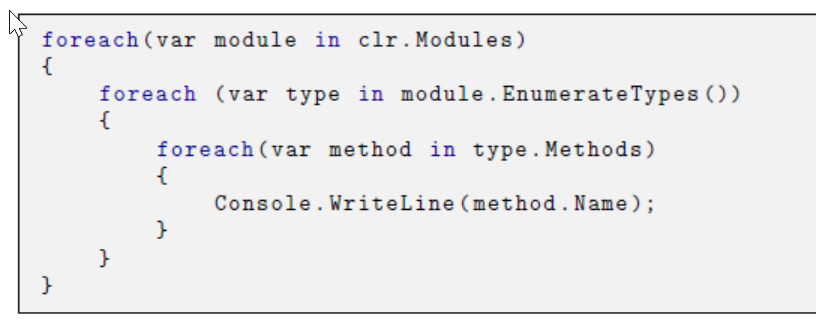 foreach(var module in clr.Modules)
{
    foreach (var type in module.EnumerateTypes())
    {
        foreach(var method in type.Methods)
        {
            Console.WriteLine(method.Name);
        }
    }
}